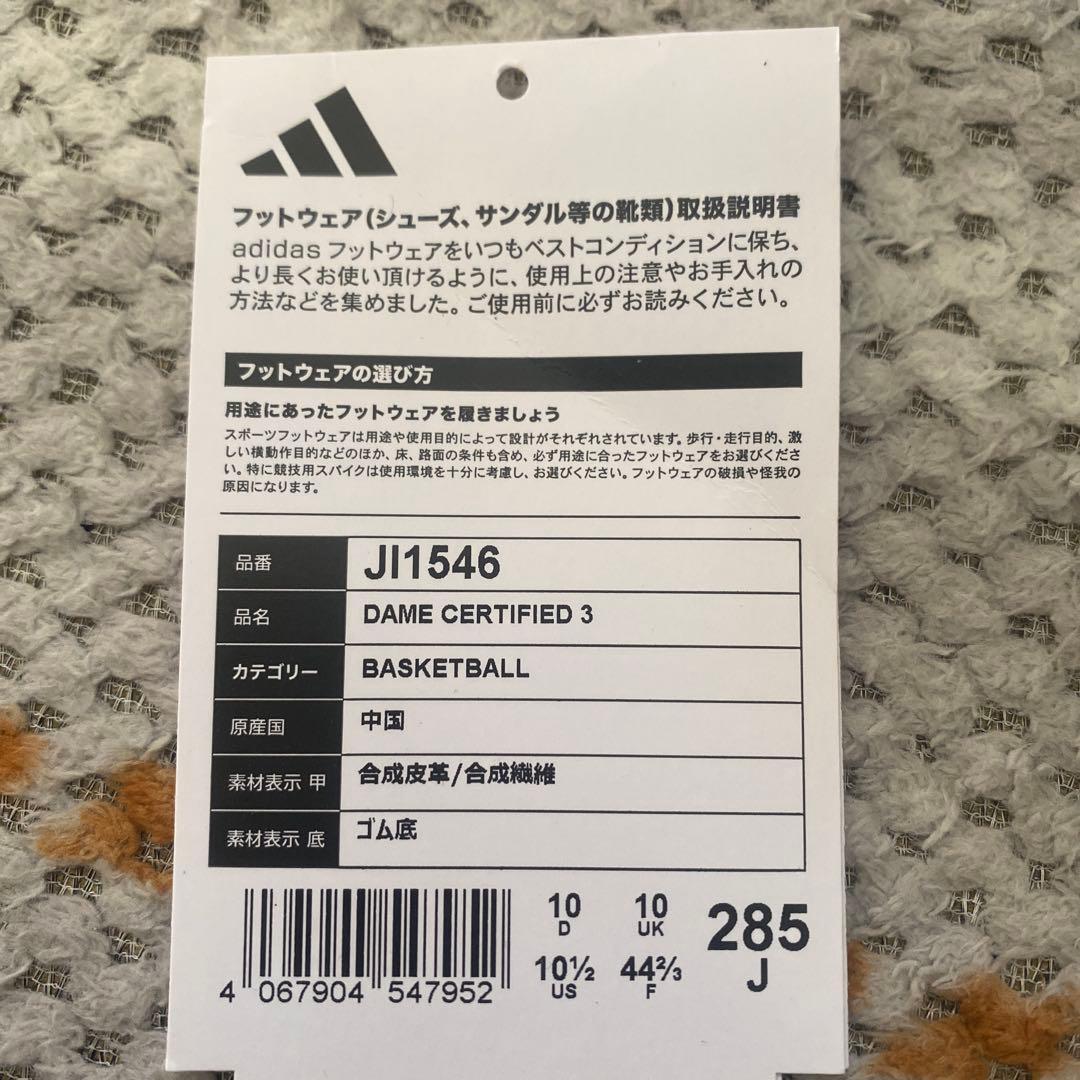 フットウェア(シューズ、サンダル等の靴類)取扱説明書
adidas フットウェアをいつもベストコンディションに保ち、
より長くお使い頂けるように、使用上の注意やお手入れの
方法などを集めました。ご使用前に必ずお読みください。
フットウェアの選び方
用途にあったフットウェアを履きましょう
スポーツフットウェアは用途や使用目的によって設計がそれぞれされています。歩行・走行目的、激
しい横動作目的などのほか、床、路面の条件も含め、必ず用途に合ったフットウェアをお選びくださ
い。特に競技用スパイクは使用環境を十分に考慮し、お選びください。フットウェアの破損や怪我の
原因になります。
品番 JI1546
品名 DAME CERTIFIED 3
カテゴリー BASKETBALL
原産国 中国
素材表示 甲 合成皮革/合成繊維
素材表示 底 ゴム底
10 10 285
D UK J
10½ 44⅔
US F
4 067904 547952